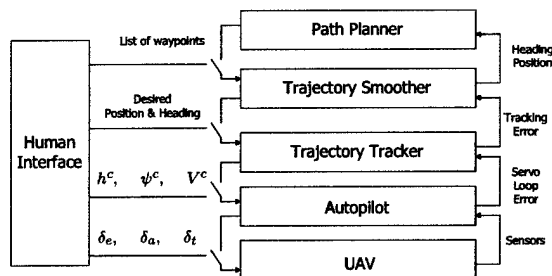 Path Planner
List of waypoints
Heading
Position
Trajectory Smoother
Desired
Position & Heading
Tracking
Error
Human
Interface
Trajectory Tracker
h^c, ψ^c, V^c
Servo
Loop
Error
Autopilot
δ_e, δ_a, δ_t
Sensors
UAV